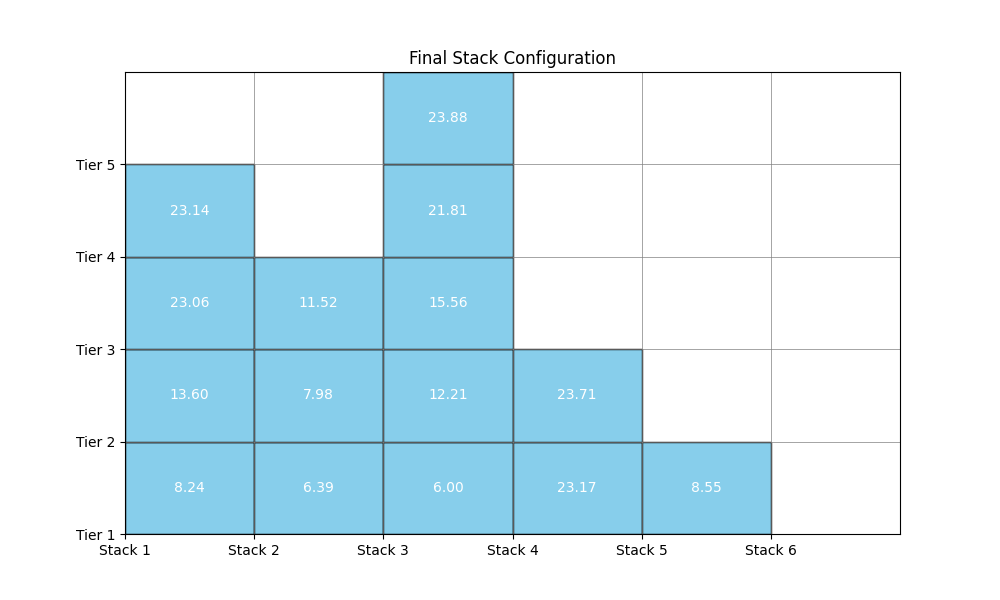 Final Stack Configuration
23.88
Tier 5
23.14
21.81
Tier 4
23.06
11.52
15.56
Tier 3
13.60
7.98
12.21
23.71
Tier 2
8.24
6.39
6.00
23.17
8.55
Tier 1
Stack 1
Stack 2
Stack 3
Stack 4
Stack 5
Stack 6